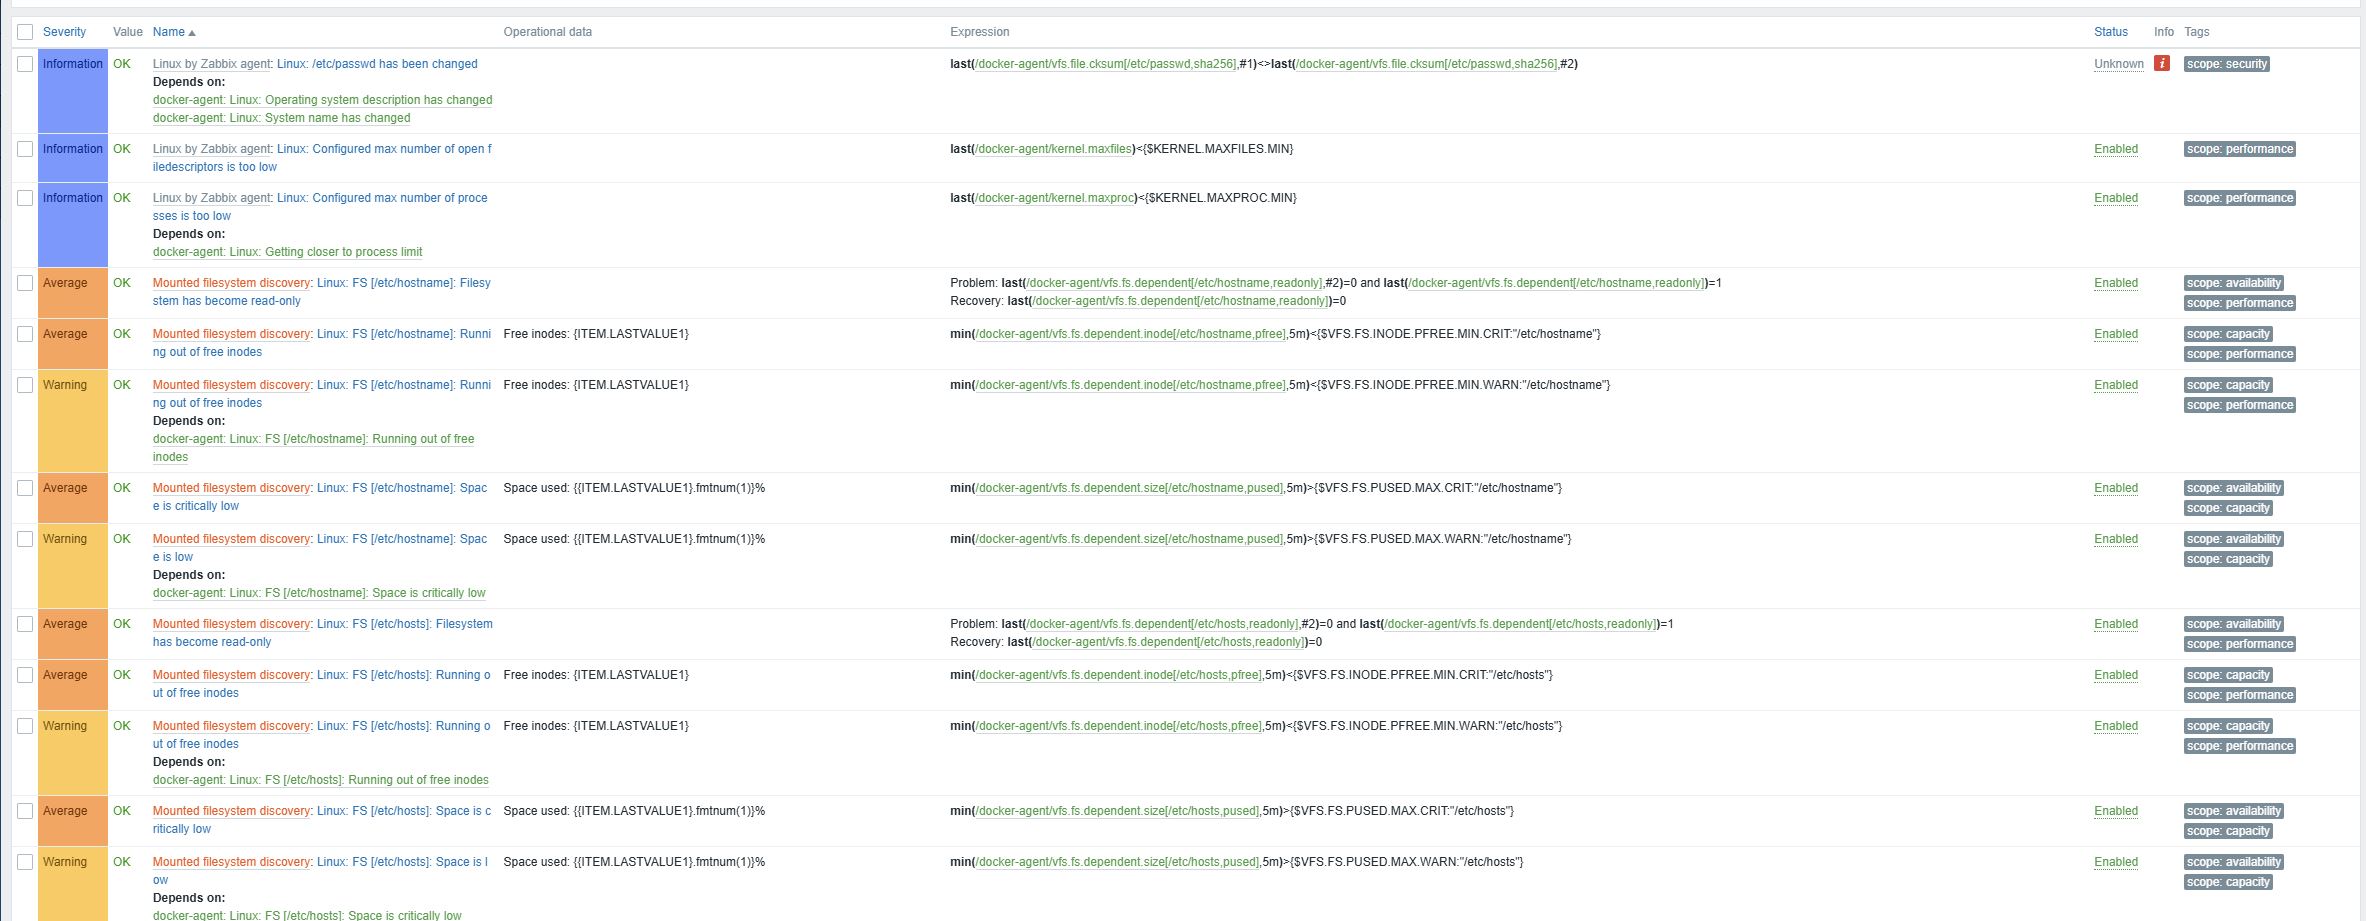 Severity Value Name Operational data Expression Status Info Tags
Information OK Linux by Zabbix agent: Linux: /etc/passwd has been changed last(/docker-agent/vfs.file.cksum[/etc/passwd,sha256],#1)<>last(/docker-agent/vfs.file.cksum[/etc/passwd,sha256],#2) Unknown i scope: security
Depends on:
docker-agent: Linux: Operating system description has changed
docker-agent: Linux: System name has changed
Information OK Linux by Zabbix agent: Linux: Configured max number of open f last(/docker-agent/kernel.maxfiles)<{$KERNEL.MAXFILES.MIN} Enabled scope: performance
iledescriptors is too low
Information OK Linux by Zabbix agent: Linux: Configured max number of proce last(/docker-agent/kernel.maxproc)<{$KERNEL.MAXPROC.MIN} Enabled scope: performance
sses is too low
Depends on:
docker-agent: Linux: Getting closer to process limit
Average OK Mounted filesystem discovery: Linux: FS [/etc/hostname]: Filesy Problem: last(/docker-agent/vfs.fs.dependent[/etc/hostname,readonly],#2)=0 and last(/docker-agent/vfs.fs.dependent[/etc/hostname,readonly])=1 Enabled scope: availability
stem has become read-only Recovery: last(/docker-agent/vfs.fs.dependent[/etc/hostname,readonly])=0 scope: performance
Average OK Mounted filesystem discovery: Linux: FS [/etc/hostname]: Runni Free inodes: {ITEM.LASTVALUE1} min(/docker-agent/vfs.fs.dependent.inode[/etc/hostname,pfree],5m)<{$VFS.FS.INODE.PFREE.MIN.CRIT:"/etc/hostname"} Enabled scope: capacity
ng out of free inodes scope: performance
Warning OK Mounted filesystem discovery: Linux: FS [/etc/hostname]: Runni Free inodes: {ITEM.LASTVALUE1} min(/docker-agent/vfs.fs.dependent.inode[/etc/hostname,pfree],5m)<{$VFS.FS.INODE.PFREE.MIN.WARN:"/etc/hostname"} Enabled scope: capacity
ng out of free inodes scope: performance
Depends on:
docker-agent: Linux: FS [/etc/hostname]: Running out of free
inodes
Average OK Mounted filesystem discovery: Linux: FS [/etc/hostname]: Spac Space used: {{ITEM.LASTVALUE1}.fmtnum(1)}% min(/docker-agent/vfs.fs.dependent.size[/etc/hostname,pused],5m)>{$VFS.FS.PUSED.MAX.CRIT:"/etc/hostname"} Enabled scope: availability
e is critically low scope: capacity
Warning OK Mounted filesystem discovery: Linux: FS [/etc/hostname]: Spac Space used: {{ITEM.LASTVALUE1}.fmtnum(1)}% min(/docker-agent/vfs.fs.dependent.size[/etc/hostname,pused],5m)>{$VFS.FS.PUSED.MAX.WARN:"/etc/hostname"} Enabled scope: availability
e is low scope: capacity
Depends on:
docker-agent: Linux: FS [/etc/hostname]: Space is critically low
Average OK Mounted filesystem discovery: Linux: FS [/etc/hosts]: Filesystem Problem: last(/docker-agent/vfs.fs.dependent[/etc/hosts,readonly],#2)=0 and last(/docker-agent/vfs.fs.dependent[/etc/hosts,readonly])=1 Enabled scope: availability
has become read-only Recovery: last(/docker-agent/vfs.fs.dependent[/etc/hosts,readonly])=0 scope: performance
Average OK Mounted filesystem discovery: Linux: FS [/etc/hosts]: Running o Free inodes: {ITEM.LASTVALUE1} min(/docker-agent/vfs.fs.dependent.inode[/etc/hosts,pfree],5m)<{$VFS.FS.INODE.PFREE.MIN.CRIT:"/etc/hosts"} Enabled scope: capacity
ut of free inodes scope: performance
Warning OK Mounted filesystem discovery: Linux: FS [/etc/hosts]: Running o Free inodes: {ITEM.LASTVALUE1} min(/docker-agent/vfs.fs.dependent.inode[/etc/hosts,pfree],5m)<{$VFS.FS.INODE.PFREE.MIN.WARN:"/etc/hosts"} Enabled scope: capacity
ut of free inodes scope: performance
Depends on:
docker-agent: Linux: FS [/etc/hosts]: Running out of free inodes
Average OK Mounted filesystem discovery: Linux: FS [/etc/hosts]: Space is c Space used: {{ITEM.LASTVALUE1}.fmtnum(1)}% min(/docker-agent/vfs.fs.dependent.size[/etc/hosts,pused],5m)>{$VFS.FS.PUSED.MAX.CRIT:"/etc/hosts"} Enabled scope: availability
ritically low scope: capacity
Warning OK Mounted filesystem discovery: Linux: FS [/etc/hosts]: Space is l Space used: {{ITEM.LASTVALUE1}.fmtnum(1)}% min(/docker-agent/vfs.fs.dependent.size[/etc/hosts,pused],5m)>{$VFS.FS.PUSED.MAX.WARN:"/etc/hosts"} Enabled scope: availability
ow scope: capacity
Depends on:
docker-agent: Linux: FS [/etc/hosts]: Space is critically low